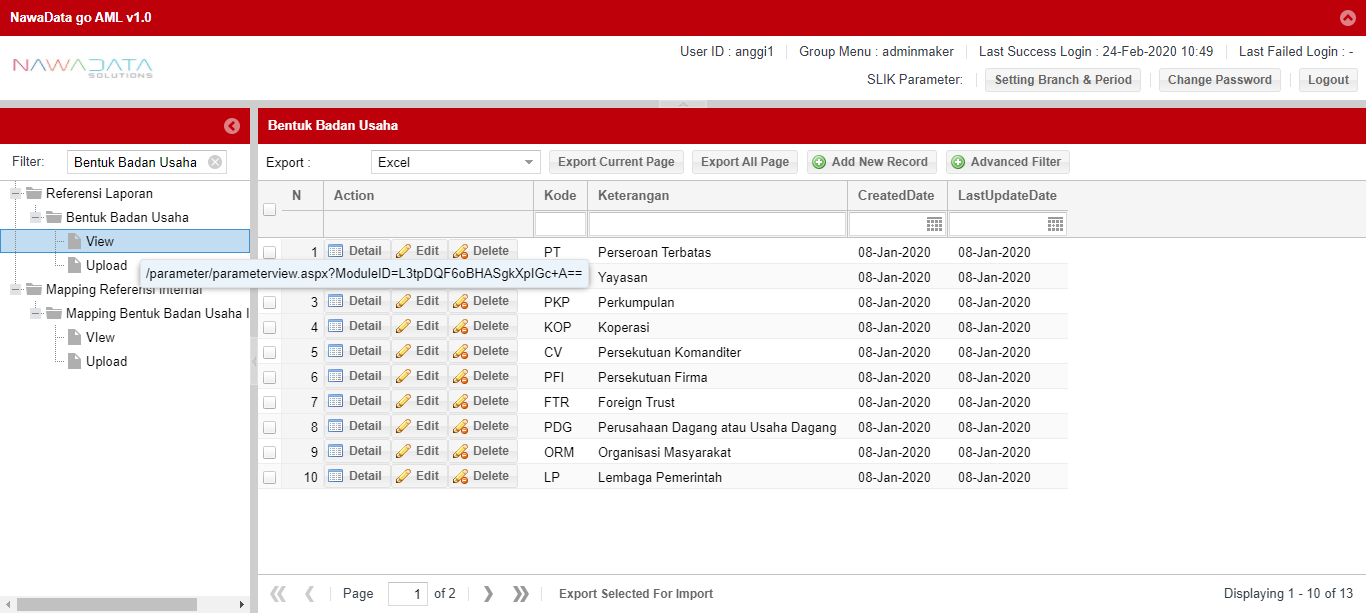 NawaData go AML v1.0
User ID : anggi1 Group Menu : adminmaker Last Success Login : 24-Feb-2020 10:49 Last Failed Login : -
NAWADATA
SOLUTIONS
SLIK Parameter: Setting Branch & Period Change Password Logout
Bentuk Badan Usaha
Filter: Bentuk Badan Usaha
Export : Excel Export Current Page Export All Page Add New Record Advanced Filter
Referensi Laporan
Bentuk Badan Usaha
View
Upload
/parameter/parameterview.aspx?ModuleID=L3tpDQF6oBHASgkXpIGc+A==
Mapping Referensi Internal
Mapping Bentuk Badan Usaha I
VIew
Upload
N Action Kode Keterangan CreatedDate LastUpdateDate
1 Detail Edit Delete PT Perseroan Terbatas 08-Jan-2020 08-Jan-2020
Yayasan 08-Jan-2020 08-Jan-2020
3 Detail Edit Delete PKP Perkumpulan 08-Jan-2020 08-Jan-2020
4 Detail Edit Delete KOP Koperasi 08-Jan-2020 08-Jan-2020
5 Detail Edit Delete CV Persekutuan Komanditer 08-Jan-2020 08-Jan-2020
6 Detail Edit Delete PFI Persekutuan Firma 08-Jan-2020 08-Jan-2020
7 Detail Edit Delete FTR Foreign Trust 08-Jan-2020 08-Jan-2020
8 Detail Edit Delete PDG Perusahaan Dagang atau Usaha Dagang 08-Jan-2020 08-Jan-2020
9 Detail Edit Delete ORM Organisasi Masyarakat 08-Jan-2020 08-Jan-2020
10 Detail Edit Delete LP Lembaga Pemerintah 08-Jan-2020 08-Jan-2020
Page 1 of 2 Export Selected For Import Displaying 1 - 10 of 13